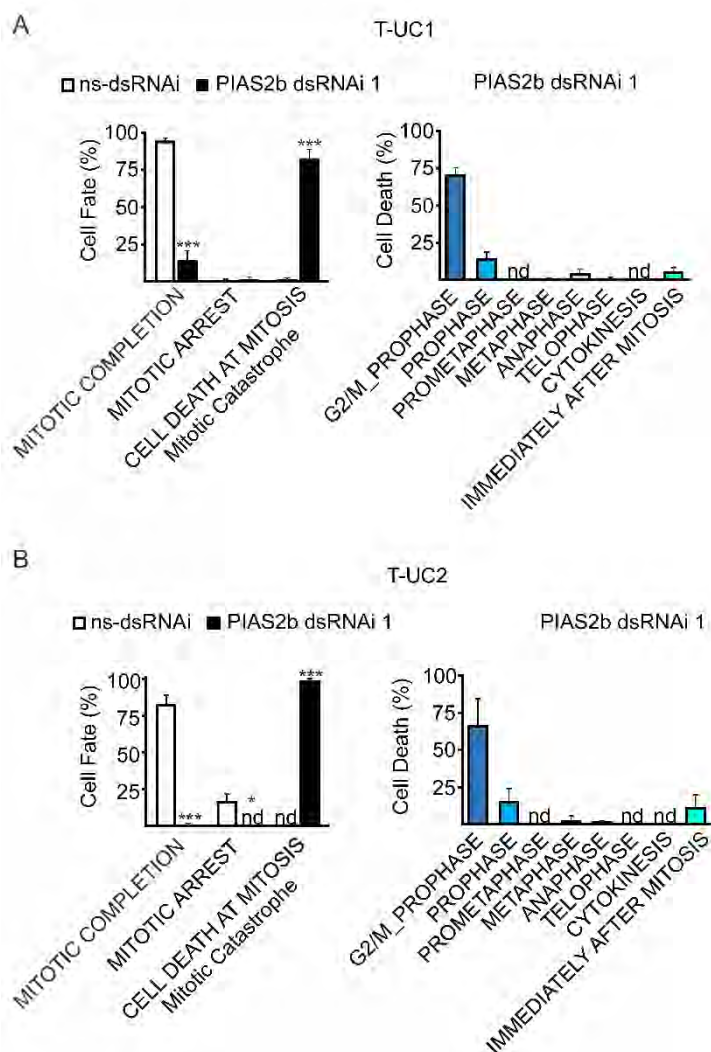 A
T-UC1
ns-dsRNAi PIAS2b dsRNAi 1
PIAS2b dsRNAi 1
Cell Fate (%)
100
75
50
25
***
***
MITOTIC COMPLETION
MITOTIC ARREST
CELL DEATH AT MITOSIS
Mitotic Catastrophe
Cell Death (%)
100
75
50
25
nd
nd
G2/M_PROPHASE
PROPHASE
PROMETAPHASE
METAPHASE
ANAPHASE
TELOPHASE
CYTOKINESIS
IMMEDIATELY AFTER MITOSIS
B
T-UC2
ns-dsRNAi PIAS2b dsRNAi 1
PIAS2b dsRNAi 1
Cell Fate (%)
100
75
50
25
***
*
nd
nd
***
MITOTIC COMPLETION
MITOTIC ARREST
CELL DEATH AT MITOSIS
Mitotic Catastrophe
Cell Death (%)
100
75
50
25
nd
nd
nd
G2/M_PROPHASE
PROPHASE
PROMETAPHASE
METAPHASE
ANAPHASE
TELOPHASE
CYTOKINESIS
IMMEDIATELY AFTER MITOSIS